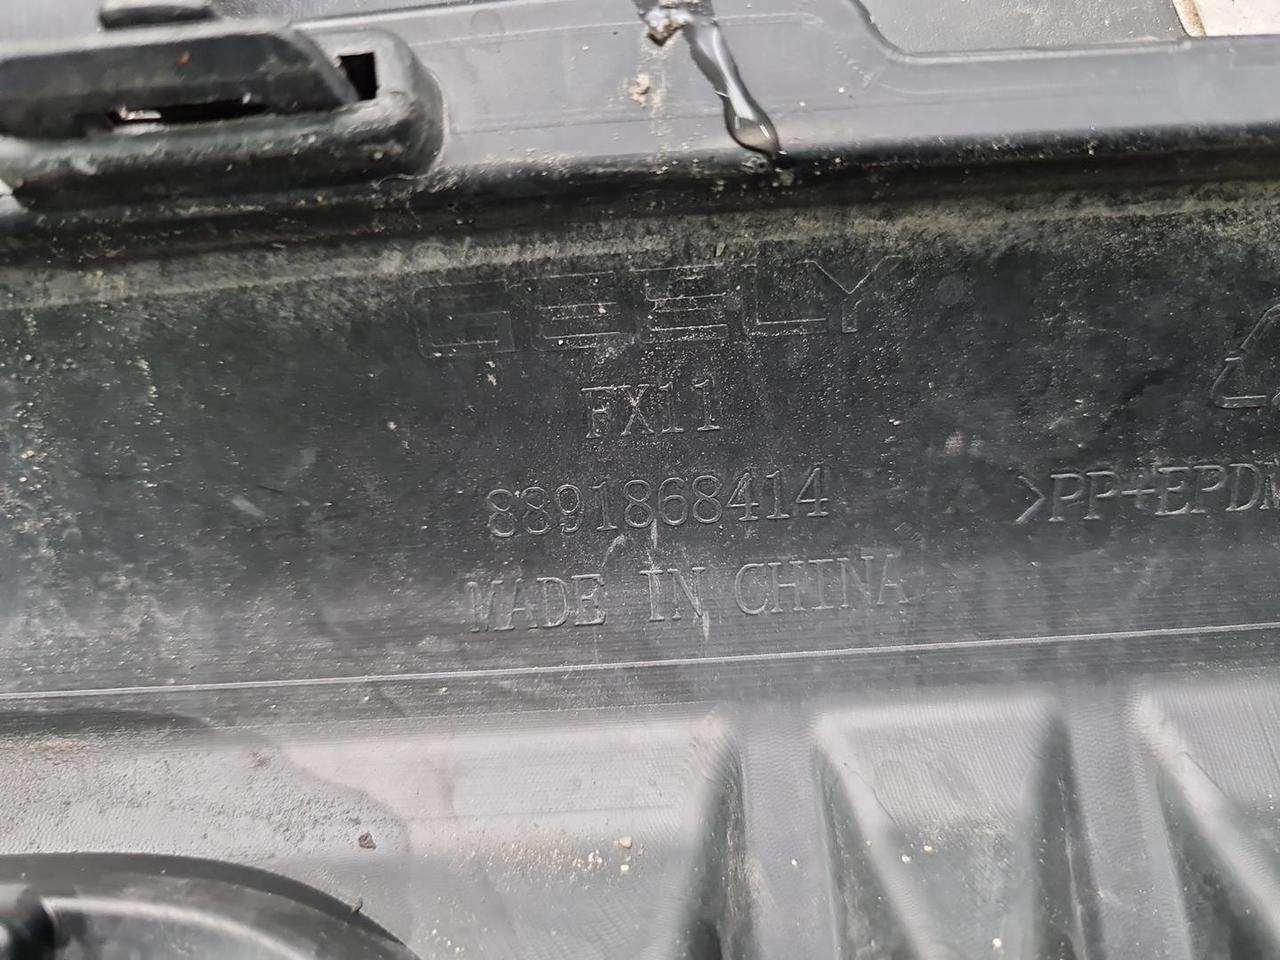 GEELY
FX11
8891868414
MADE IN CHINA
>PP+EPDM